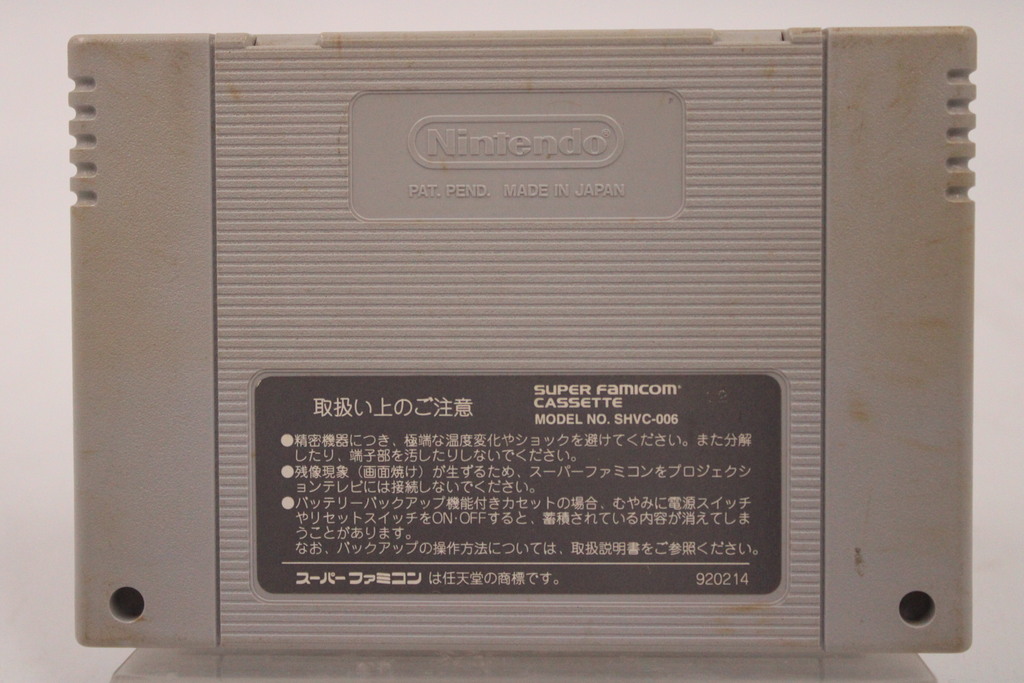 Nintendo®
PAT. PEND. MADE IN JAPAN
取扱い上のご注意
SUPER FAMICOM®
CASSETTE
MODEL NO. SHVC-006
●精密機器につき、極端な温度変化やショックを避けてください。また分解
したり、端子部を汚したりしないでください。
●残像現象（画面焼け）が生ずるため、スーパーファミコンをプロジェクシ
ョンテレビには接続しないでください。
●バッテリーバックアップ機能付きカセットの場合、むやみに電源スイッチ
やリセットスイッチをON·OFFすると、蓄積されている内容が消えてしま
うことがあります。
なお、バックアップの操作方法については、取扱説明書をご参照ください。
スーパーファミコン は任天堂の商標です。 920214